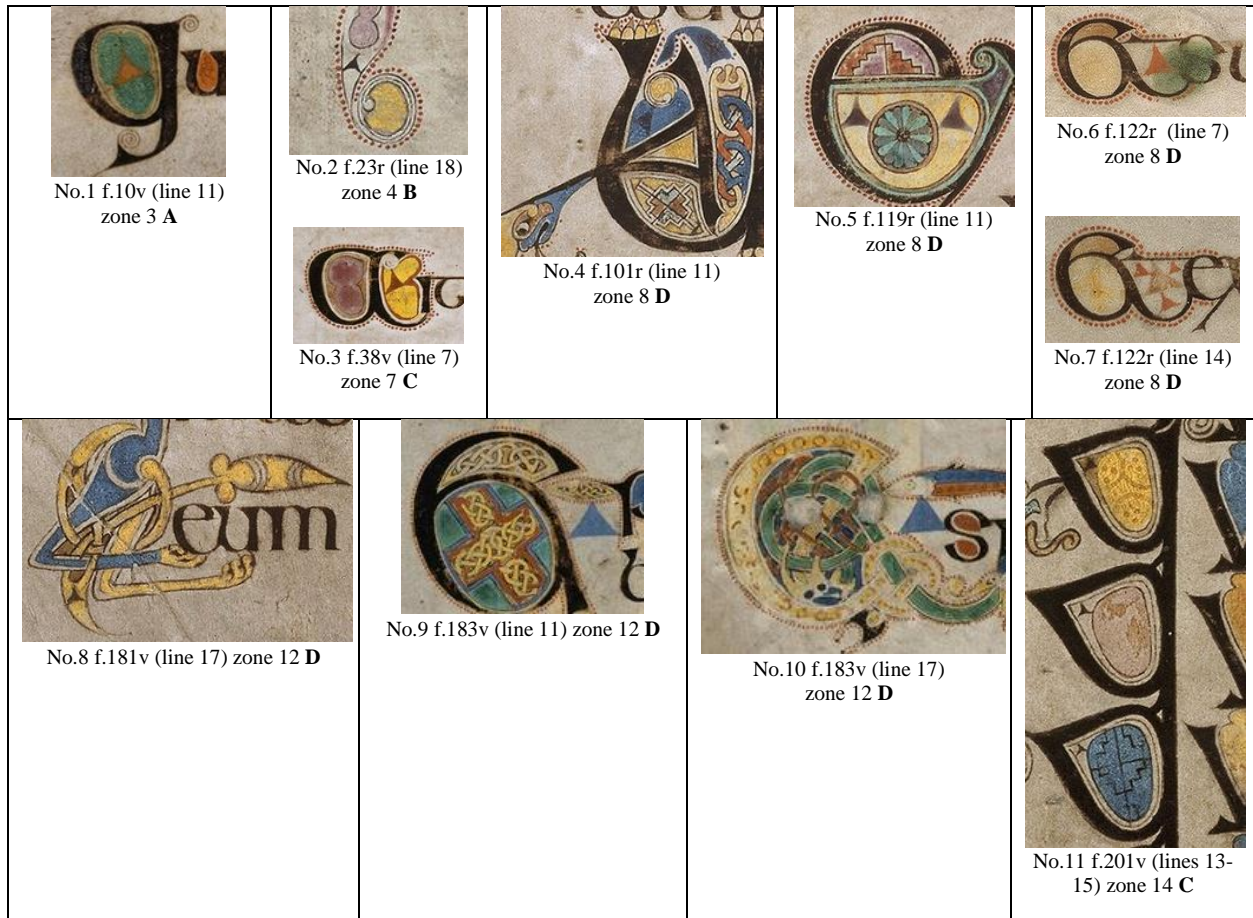 No.1 f.10v (line 11)
zone 3 A
No.2 f.23r (line 18)
zone 4 B
No.3 f.38v (line 7)
zone 7 C
No.4 f.101r (line 11)
zone 8 D
No.5 f.119r (line 11)
zone 8 D
No.6 f.122r (line 7)
zone 8 D
No.7 f.122r (line 14)
zone 8 D
eum
No.8 f.181v (line 17) zone 12 D
No.9 f.183v (line 11) zone 12 D
No.10 f.183v (line 17)
zone 12 D
No.11 f.201v (lines 13-
15) zone 14 C